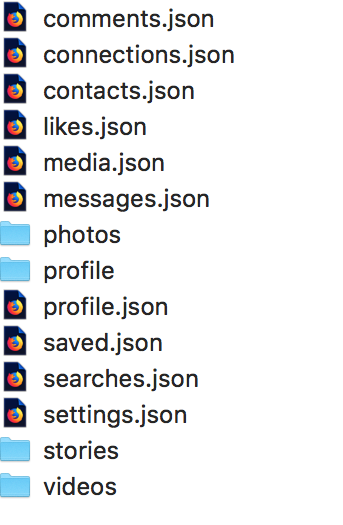 comments.json
connections.json
contacts.json
likes.json
media.json
messages.json
photos
profile
profile.json
saved.json
searches.json
settings.json
stories
videos